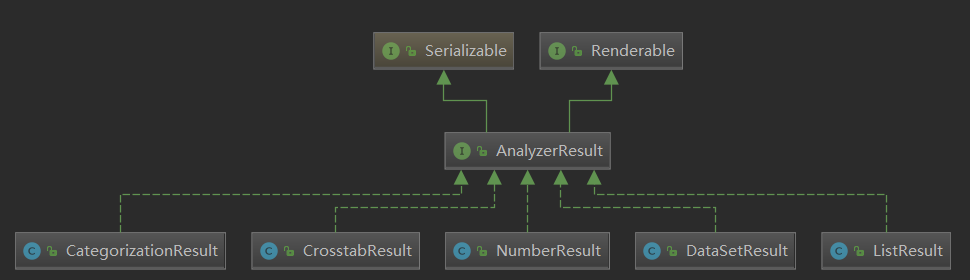 I Serializable
I Renderable
I AnalyzerResult
C CategorizationResult
C CrosstabResult
C NumberResult
C DataSetResult
C ListResult